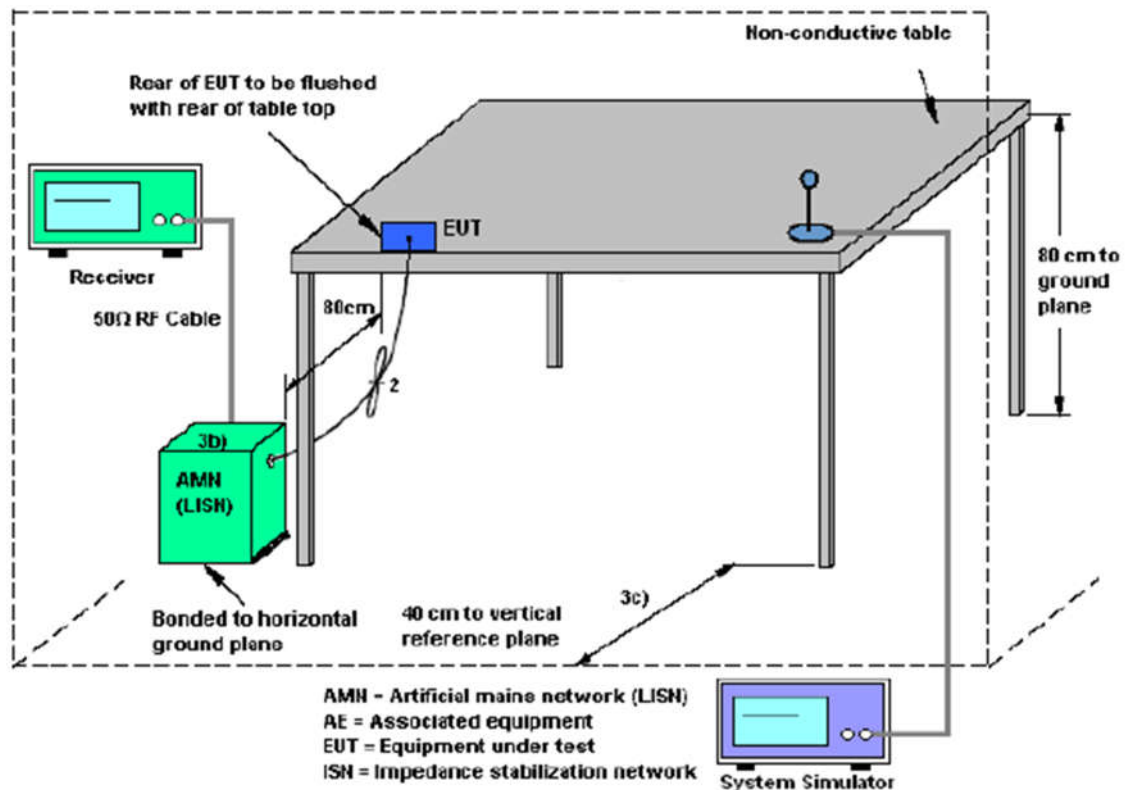 Non-conductive table
Rear of EUT to be flushed
with rear of table top
EUT
Receiver
80cm
80 cm to
ground
plane
50Ω RF Cable
2
3b)
AMN
(LISN)
3c)
Bonded to horizontal
ground plane
40 cm to vertical
reference plane
AMN = Artificial mains network (LISN)
AE = Associated equipment
EUT = Equipment under test
ISN = Impedance stabilization network
System Simulator